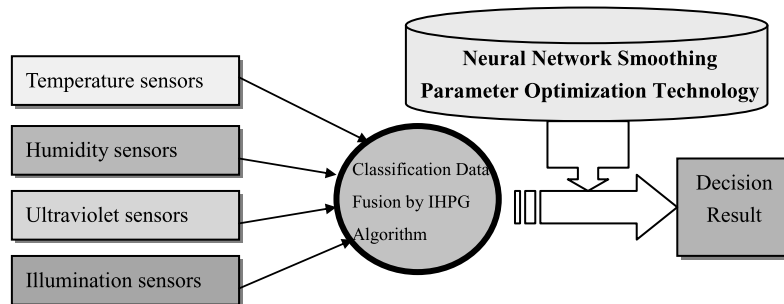 Neural Network Smoothing
Parameter Optimization Technology
Temperature sensors
Humidity sensors
Ultraviolet sensors
Illumination sensors
Classification Data
Fusion by IHPG
Algorithm
Decision
Result